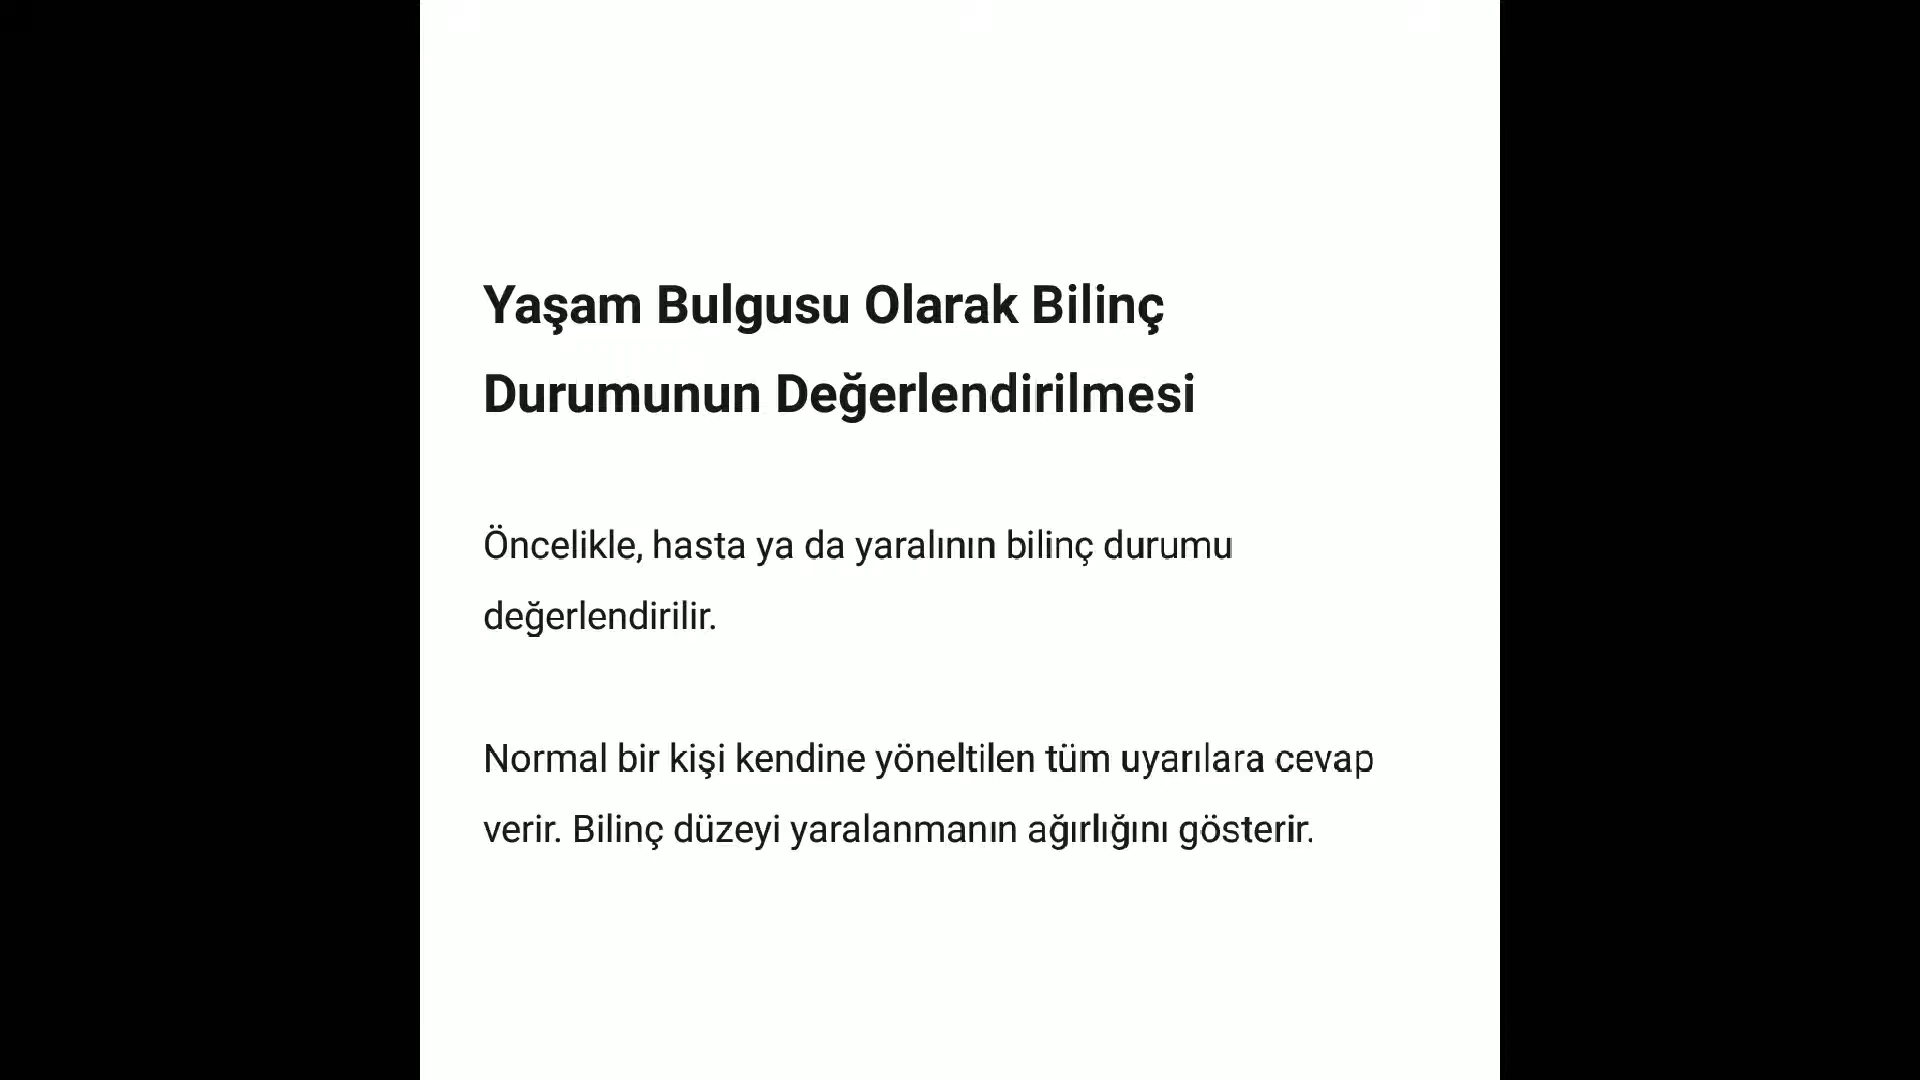 Yaşam Bulgusu Olarak Bilinç
Durumunun Değerlendirilmesi
Öncelikle, hasta ya da yaralının bilinç durumu
değerlendirilir.
Normal bir kişi kendine yöneltilen tüm uyarılara cevap
verir. Bilinç düzeyi yaralanmanın ağırlığını gösterir.